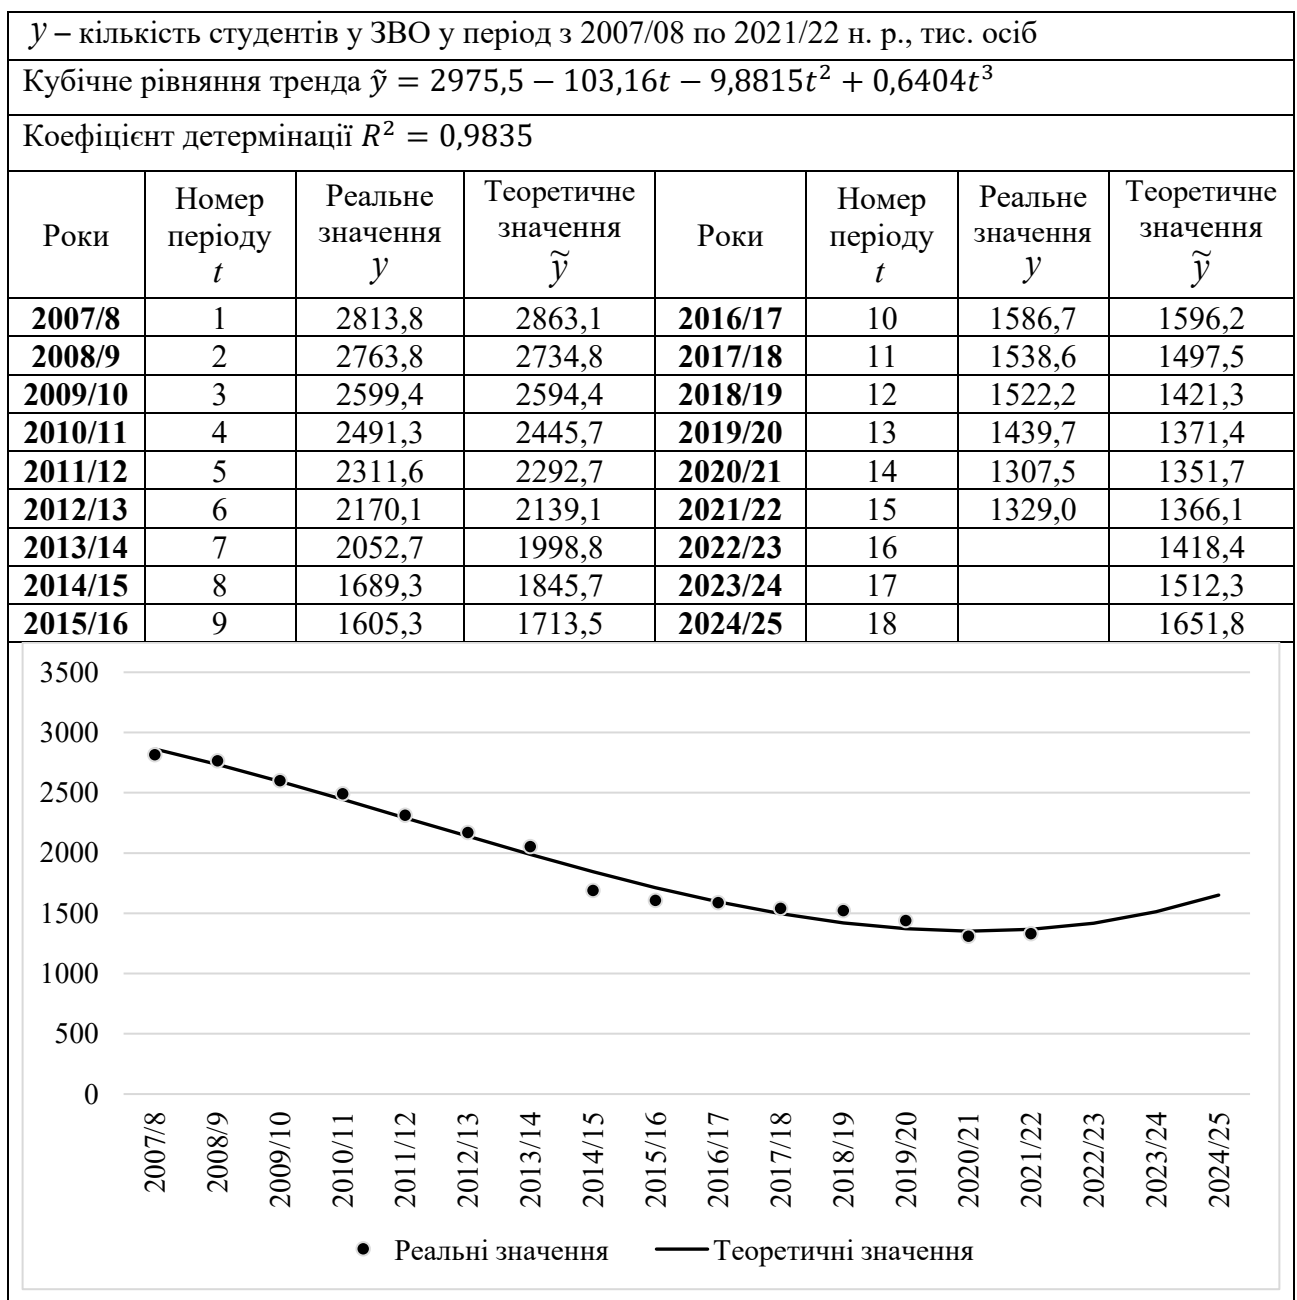 y – кількість студентів у ЗВО у період з 2007/08 по 2021/22 н. р., тис. осіб
Кубічне рівняння тренда ỹ = 2975,5 − 103,16t − 9,8815t² + 0,6404t³
Коефіцієнт детермінації R² = 0,9835
Роки Номер періоду t Реальне значення y Теоретичне значення ỹ Роки Номер періоду t Реальне значення y Теоретичне значення ỹ
2007/8 1 2813,8 2863,1 2016/17 10 1586,7 1596,2
2008/9 2 2763,8 2734,8 2017/18 11 1538,6 1497,5
2009/10 3 2599,4 2594,4 2018/19 12 1522,2 1421,3
2010/11 4 2491,3 2445,7 2019/20 13 1439,7 1371,4
2011/12 5 2311,6 2292,7 2020/21 14 1307,5 1351,7
2012/13 6 2170,1 2139,1 2021/22 15 1329,0 1366,1
2013/14 7 2052,7 1998,8 2022/23 16 1418,4
2014/15 8 1689,3 1845,7 2023/24 17 1512,3
2015/16 9 1605,3 1713,5 2024/25 18 1651,8
3500
3000
2500
2000
1500
1000
500
0
2007/8 2008/9 2009/10 2010/11 2011/12 2012/13 2013/14 2014/15 2015/16 2016/17 2017/18 2018/19 2019/20 2020/21 2021/22 2022/23 2023/24 2024/25
Реальні значення Теоретичні значення